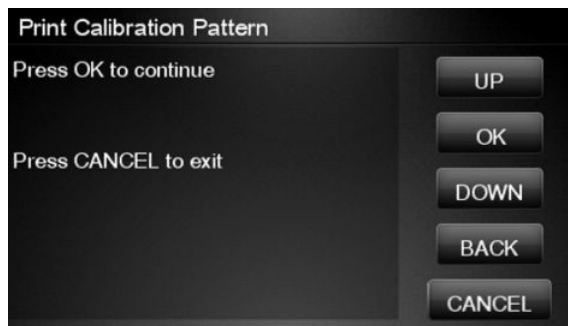 Print Calibration Pattern
Press OK to continue
Press CANCEL to exit
UP
OK
DOWN
BACK
CANCEL